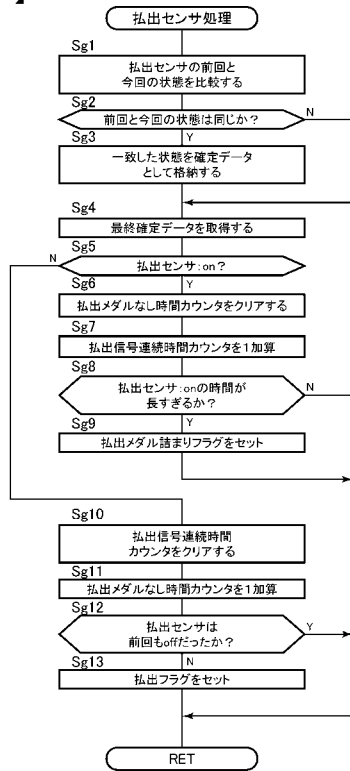 払出センサ処理
Sg1
払出センサの前回と
今回の状態を比較する
Sg2
前回と今回の状態は同じか？
N
Y
Sg3
一致した状態を確定データ
として格納する
Sg4
最終確定データを取得する
Sg5
N
払出センサ:on？
Y
Sg6
払出メダルなし時間カウンタをクリアする
Sg7
払出信号連続時間カウンタを1加算
Sg8
払出センサ:onの時間が
長すぎるか？
N
Y
Sg9
払出メダル詰まりフラグをセット
Sg10
払出信号連続時間
カウンタをクリアする
Sg11
払出メダルなし時間カウンタを1加算
Sg12
払出センサは
前回もoffだったか？
Y
N
Sg13
払出フラグをセット
RET